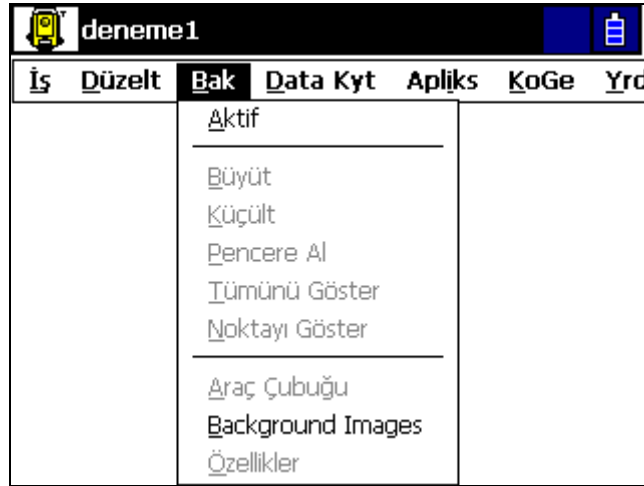 deneme1
İş Düzelt Bak Data Kyt Apliks KoGe Yrd
Aktif
Büyüt
Küçült
Pencere Al
Tümünü Göster
Noktayı Göster
Araç Çubuğu
Background Images
Özellikler